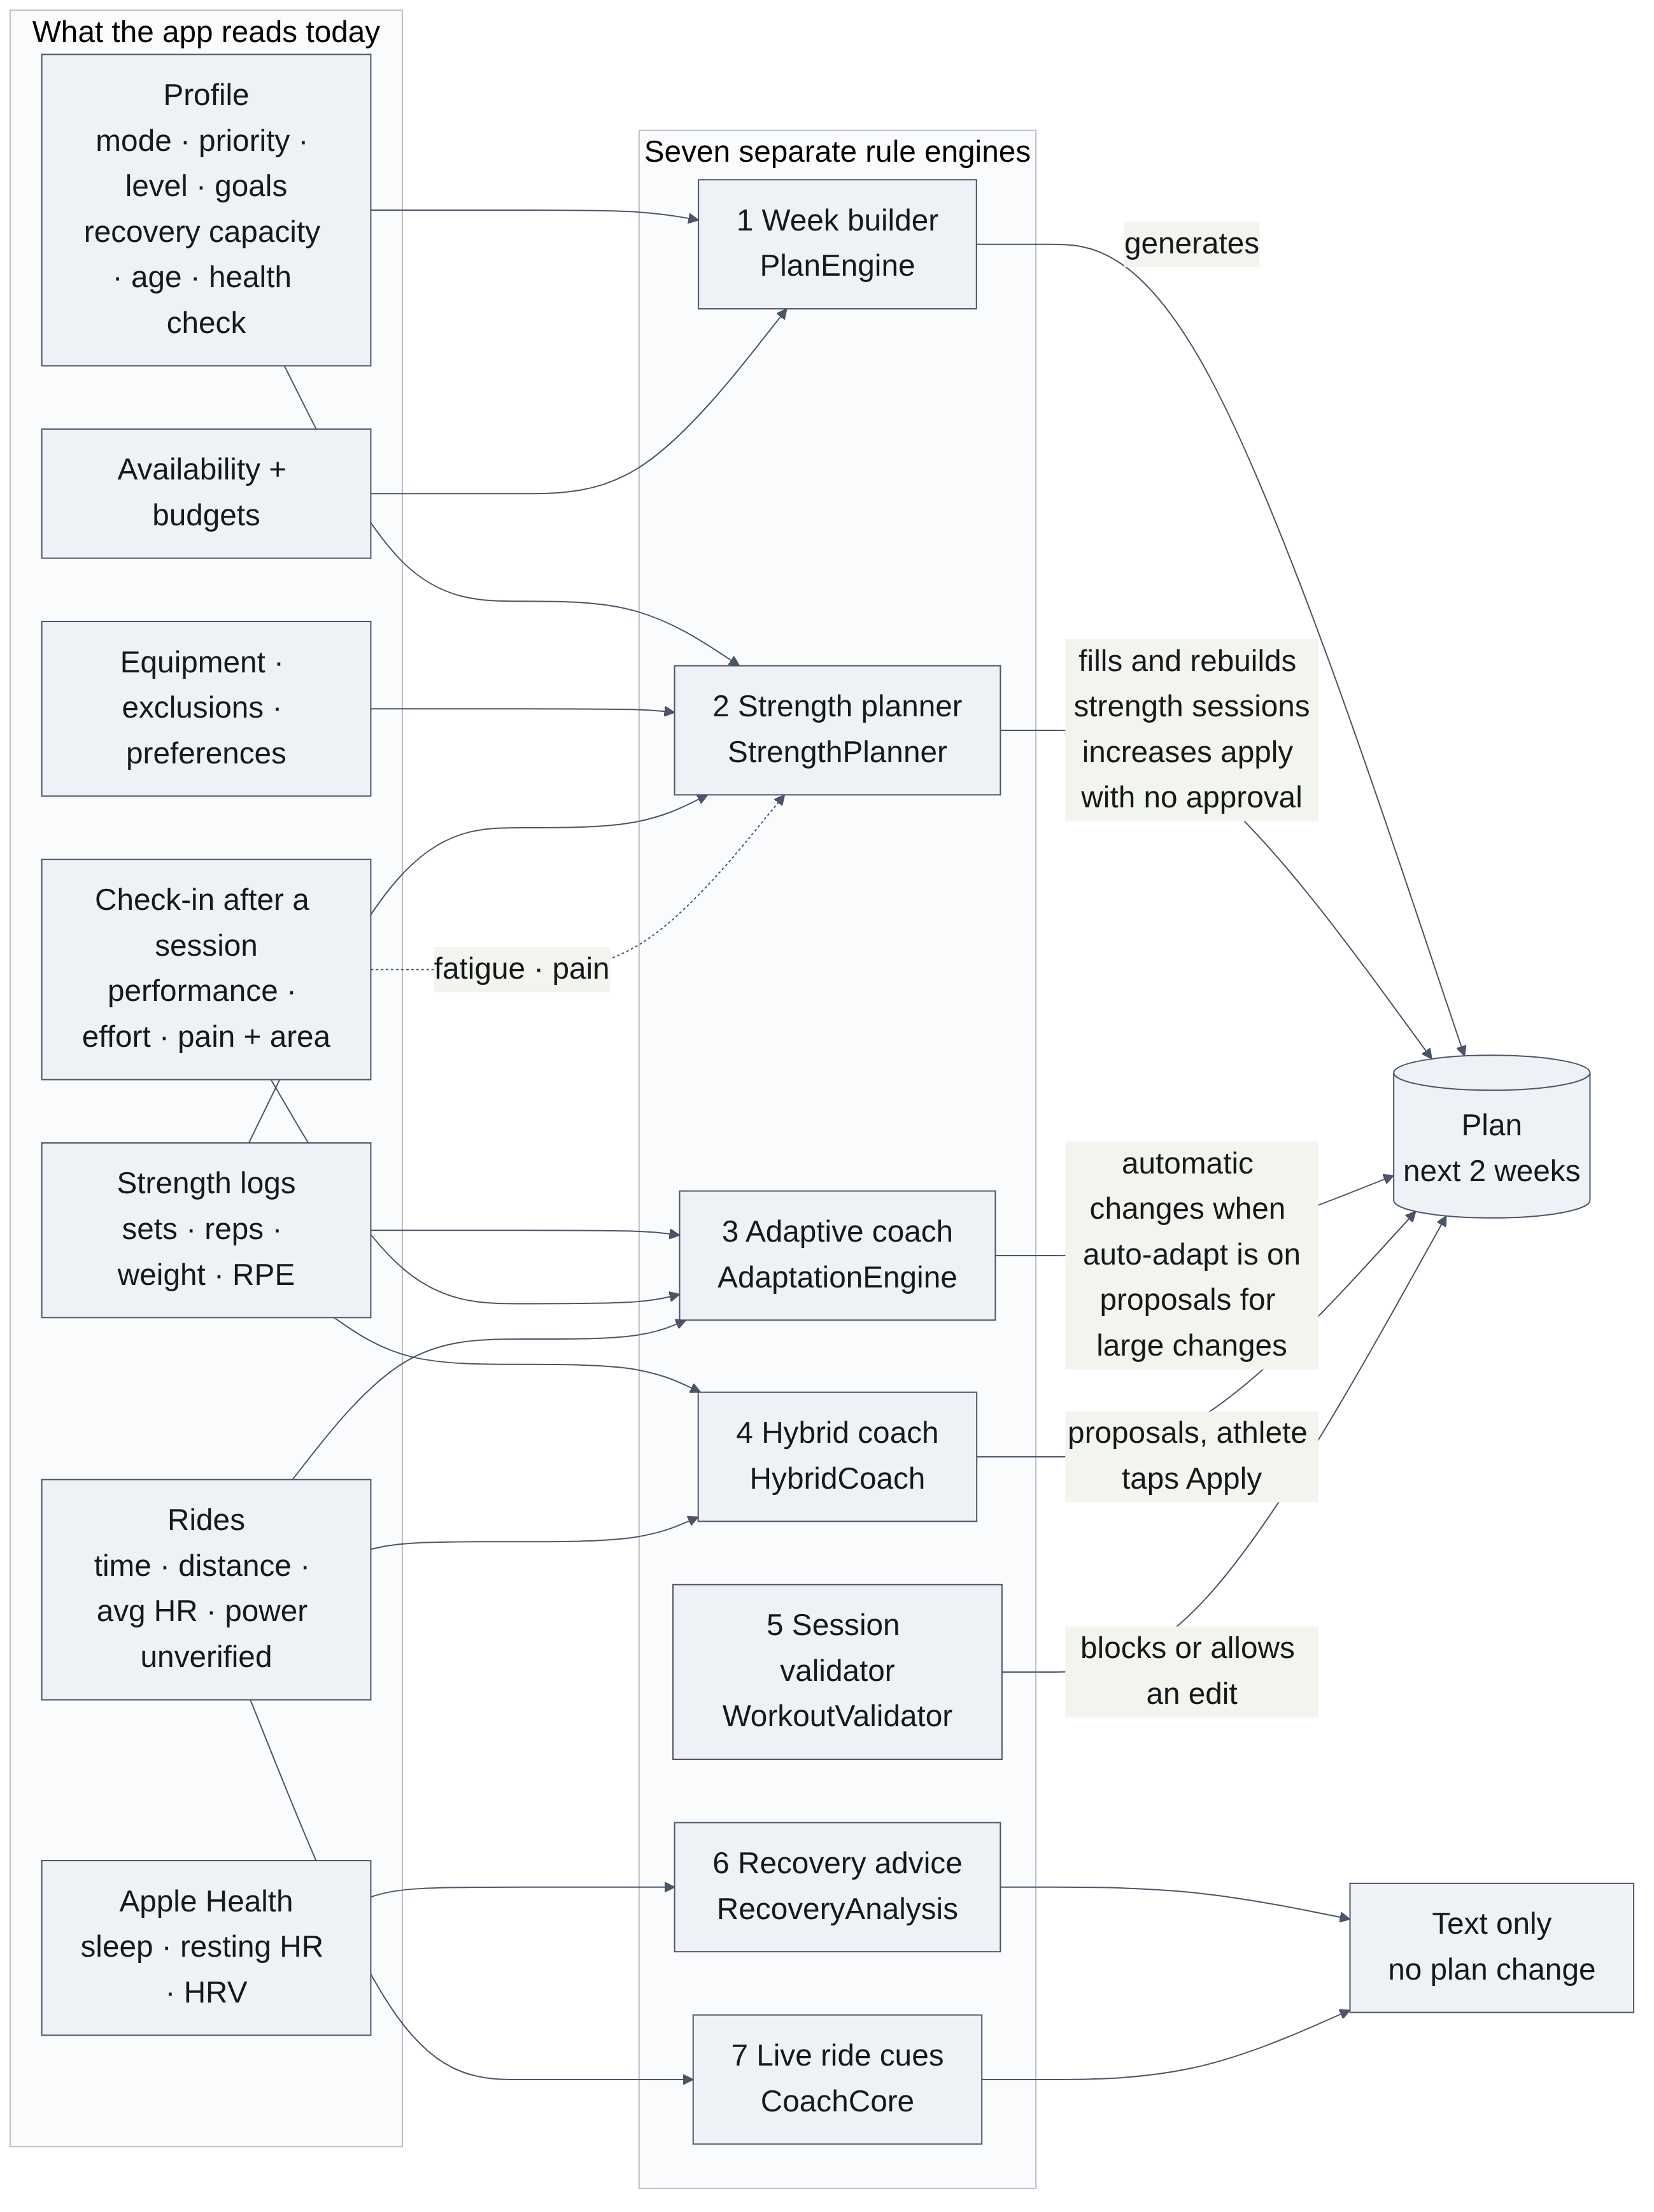 What the app reads today
Profile
mode · priority ·
level · goals
recovery capacity
· age · health
check
Availability +
budgets
Equipment ·
exclusions ·
preferences
Check-in after a
session
performance ·
effort · pain + area
Strength logs
sets · reps ·
weight · RPE
Rides
time · distance ·
avg HR · power
unverified
Apple Health
sleep · resting HR
· HRV
fatigue · pain
Seven separate rule engines
1 Week builder
PlanEngine
2 Strength planner
StrengthPlanner
3 Adaptive coach
AdaptationEngine
4 Hybrid coach
HybridCoach
5 Session
validator
WorkoutValidator
6 Recovery advice
RecoveryAnalysis
7 Live ride cues
CoachCore
generates
fills and rebuilds
strength sessions
increases apply
with no approval
automatic
changes when
auto-adapt is on
proposals for
large changes
proposals, athlete
taps Apply
blocks or allows
an edit
Plan
next 2 weeks
Text only
no plan change